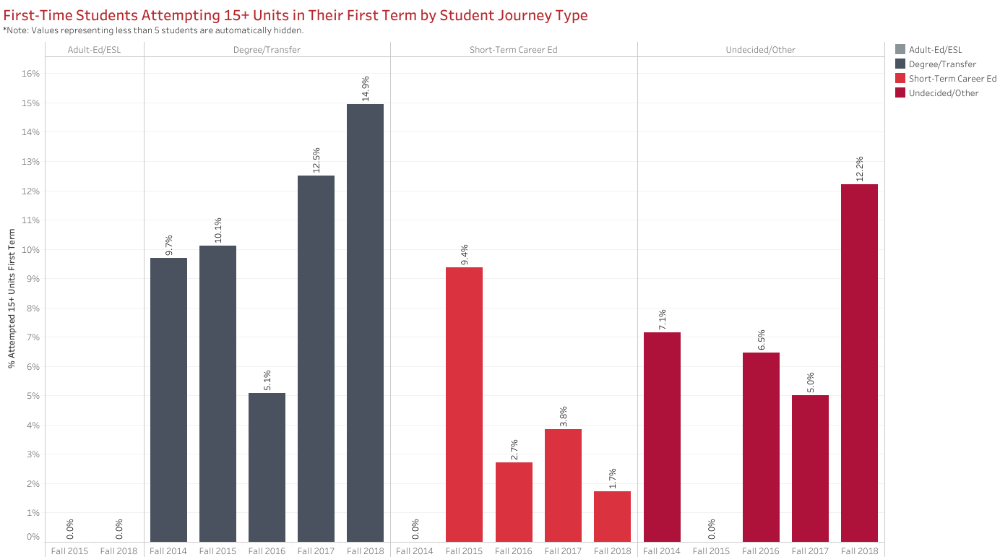 First-Time Students Attempting 15+ Units in Their First Term by Student Journey Type
*Note: Values representing less than 5 students are automatically hidden.
Adult-Ed/ESL
Degree/Transfer
Short-Term Career Ed
Undecided/Other
Adult-Ed/ESL
Degree/Transfer
Short-Term Career Ed
Undecided/Other
% Attempted 15+ Units First Term
16%
15%
14%
13%
12%
11%
10%
9%
8%
7%
6%
5%
4%
3%
2%
1%
0%
0.0%
0.0%
9.7%
10.1%
5.1%
12.5%
14.9%
0.0%
9.4%
2.7%
3.8%
1.7%
7.1%
0.0%
6.5%
5.0%
12.2%
Fall 2015
Fall 2018
Fall 2014
Fall 2015
Fall 2016
Fall 2017
Fall 2018
Fall 2014
Fall 2015
Fall 2016
Fall 2017
Fall 2018
Fall 2014
Fall 2015
Fall 2016
Fall 2017
Fall 2018